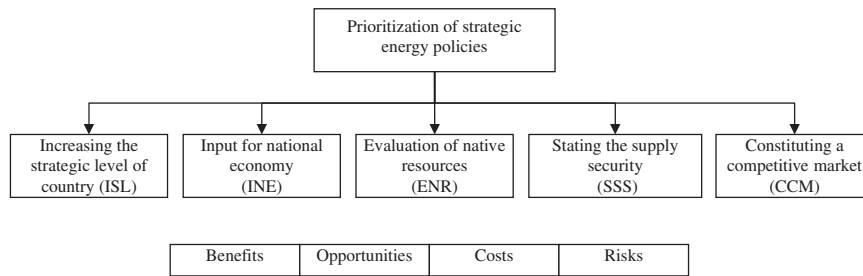 Prioritization of strategic
energy policies
Increasing the
strategic level of
country (ISL)
Input for national
economy
(INE)
Evaluation of native
resources
(ENR)
Stating the supply
security
(SSS)
Constituting a
competitive market
(CCM)
Benefits
Opportunities
Costs
Risks